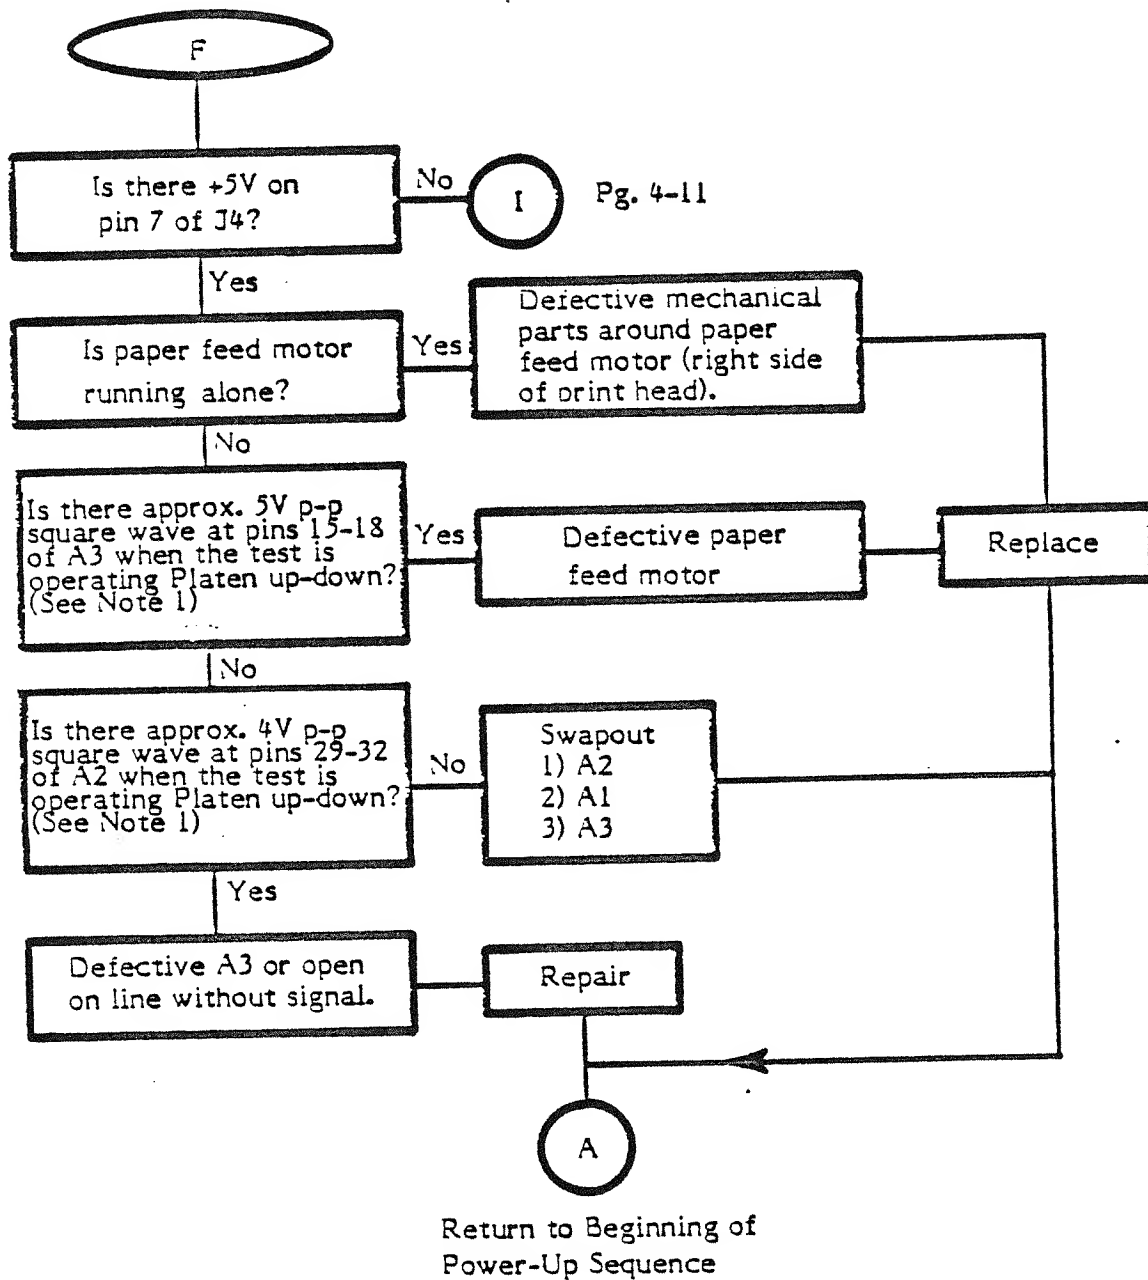 F
Is there +5V on
pin 7 of J4?
No
I
Pg. 4-11
Yes
Is paper feed motor
running alone?
Yes
Defective mechanical
parts around paper
feed motor (right side
of print head).
No
Is there approx. 5V p-p
square wave at pins 15-18
of A3 when the test is
operating Platen up-down?
(See Note 1)
Yes
Defective paper
feed motor
Replace
No
Is there approx. 4V p-p
square wave at pins 29-32
of A2 when the test is
operating Platen up-down?
(See Note 1)
No
Swapout
1) A2
2) A1
3) A3
Yes
Defective A3 or open
on line without signal.
Repair
A
Return to Beginning of
Power-Up Sequence